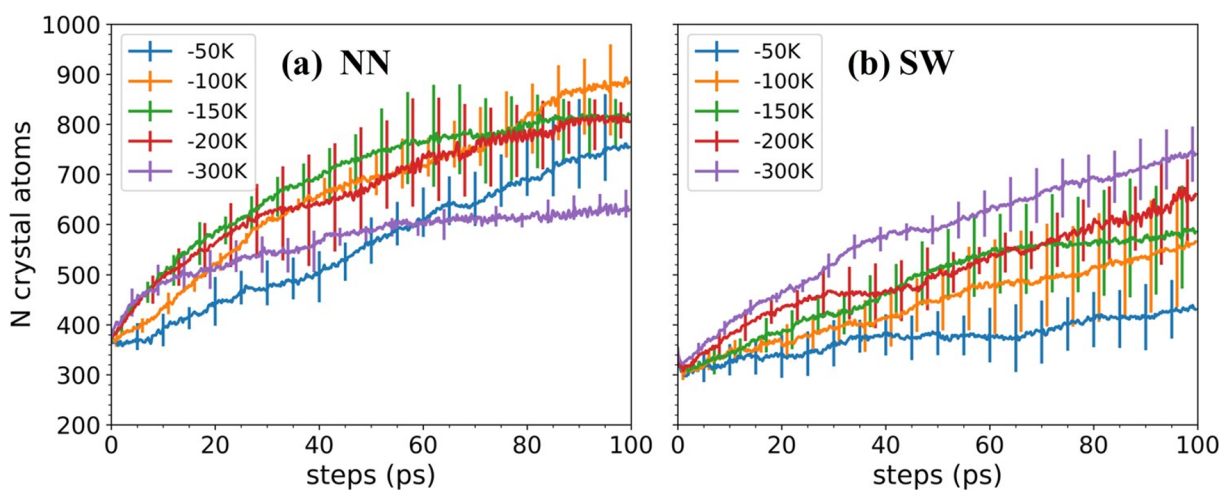 (a) NN
(b) SW
-50K
-100K
-150K
-200K
-300K
-50K
-100K
-150K
-200K
-300K
N crystal atoms
1000
900
800
700
600
500
400
300
200
0 20 40 60 80 100
0 20 40 60 80 100
steps (ps)
steps (ps)